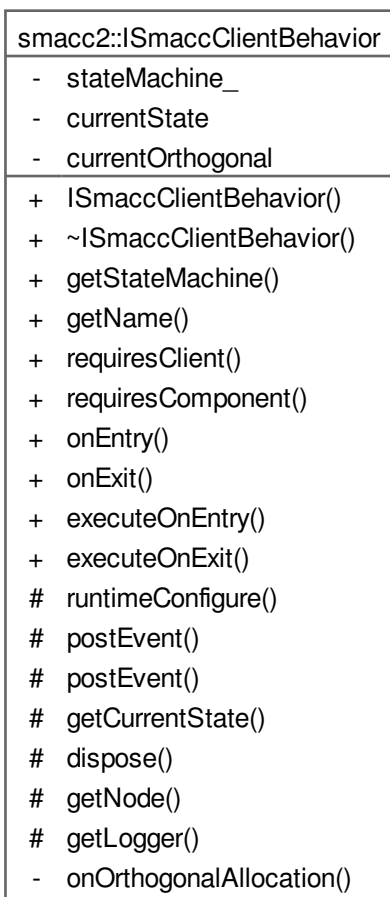 smacc2::ISmaccClientBehavior
- stateMachine_
- currentState
- currentOrthogonal
+ ISmaccClientBehavior()
+ ~ISmaccClientBehavior()
+ getStateMachine()
+ getName()
+ requiresClient()
+ requiresComponent()
+ onEntry()
+ onExit()
+ executeOnEntry()
+ executeOnExit()
# runtimeConfigure()
# postEvent()
# postEvent()
# getCurrentState()
# dispose()
# getNode()
# getLogger()
- onOrthogonalAllocation()